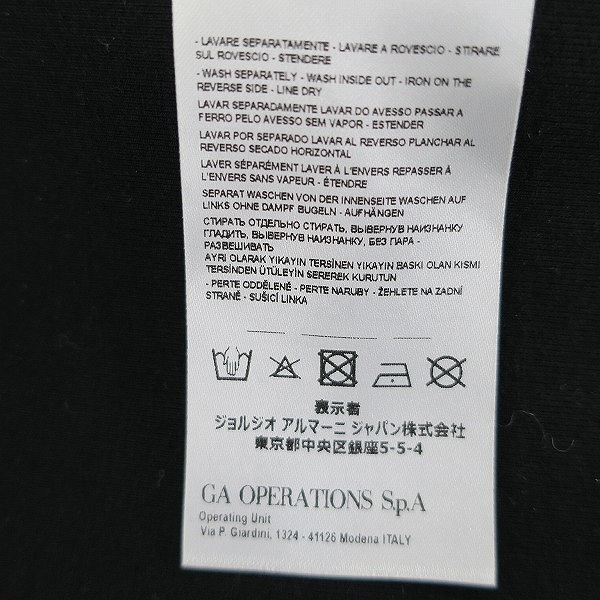 - LAVARE SEPARATAMENTE - LAVARE A ROVESCIO - STIRARE
SUL ROVESCIO - STENDERE
- WASH SEPARATELY - WASH INSIDE OUT - IRON ON THE
REVERSE SIDE - LINE DRY
LAVAR SEPARADAMENTE LAVAR DO AVESSO PASSAR A
FERRO PELO AVESSO SEM VAPOR - ESTENDER
LAVAR POR SEPARADO LAVAR AL REVERSO PLANCHAR AL
REVERSO SECADO HORIZONTAL
LAVER SÉPARÉMENT LAVER À L'ENVERS REPASSER À
L'ENVERS SANS VAPEUR - ÉTENDRE
SEPARAT WASCHEN VON DER INNENSEITE WASCHEN AUF
LINKS OHNE DAMPF BUGELN - AUFHÄNGEN
СТИРАТЬ ОТДЕЛЬНО СТИРАТЬ, ВЫВЕРНУВ НАИЗНАНКУ
ГЛАДИТЬ, ВЫВЕРНУВ НАИЗНАНКУ, БЕЗ ПАРА -
РАЗВЕШИВАТЬ
AYRI OLARAK YIKAYIN TERSİNEN YIKAYIN BASKI OLAN KISMI
TERSİNDEN ÜTÜLEYİN SEREREK KURUTUN
- PERTE ODDĚLENĚ - PERTE NARUBY - ŽEHLETE NA ZADNÍ
STRANĚ - SUŠICÍ LINKA
表示者
ジョルジオ アルマーニ ジャパン株式会社
東京都中央区銀座5-5-4
GA OPERATIONS S.p.A
Operating Unit
Via P. Giardini, 1324 - 41126 Modena ITALY